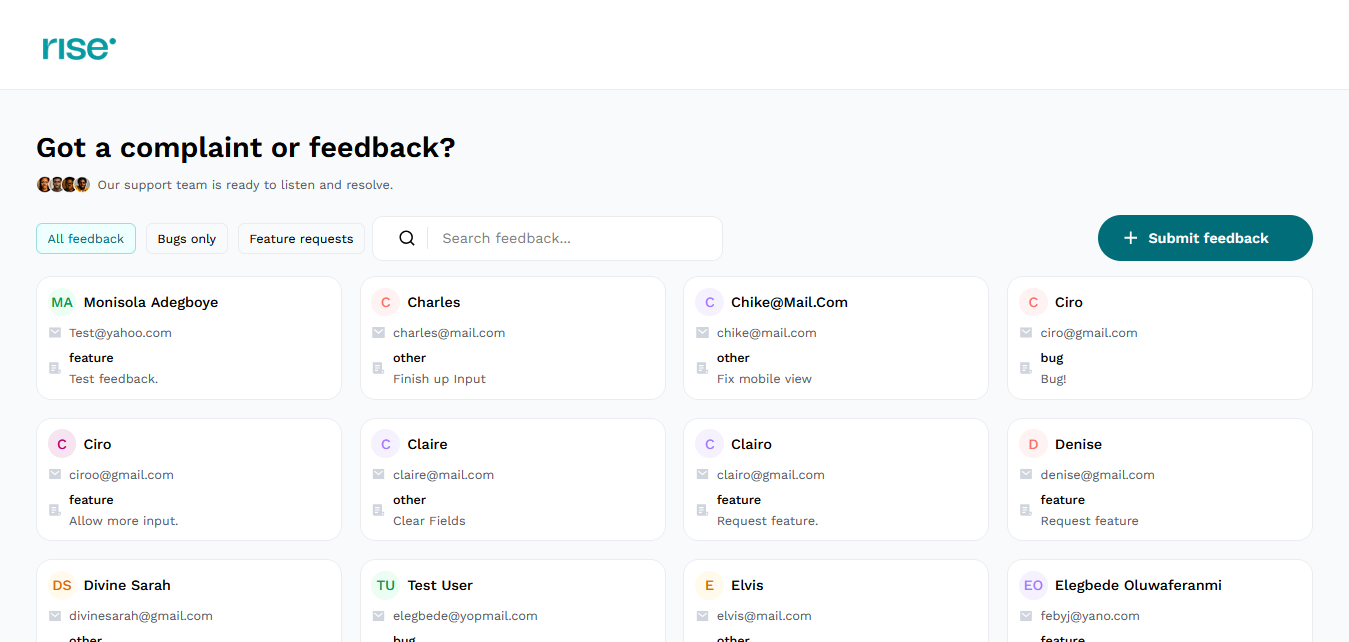 rise
Got a complaint or feedback?
Our support team is ready to listen and resolve.
All feedback
Bugs only
Feature requests
Search feedback...
+ Submit feedback
MA Monisola Adegboye
Test@yahoo.com
feature
Test feedback.
C Charles
charles@mail.com
other
Finish up Input
C Chike@Mail.Com
chike@mail.com
other
Fix mobile view
C Ciro
ciro@gmail.com
bug
Bug!
C Ciro
ciroo@gmail.com
feature
Allow more input.
C Claire
claire@mail.com
other
Clear Fields
C Clairo
clairo@gmail.com
feature
Request feature.
D Denise
denise@gmail.com
feature
Request feature
DS Divine Sarah
divinesarah@gmail.com
other
TU Test User
elegbede@yopmail.com
bug
E Elvis
elvis@mail.com
other
EO Elegbede Oluwaferanmi
febyj@yano.com
feature